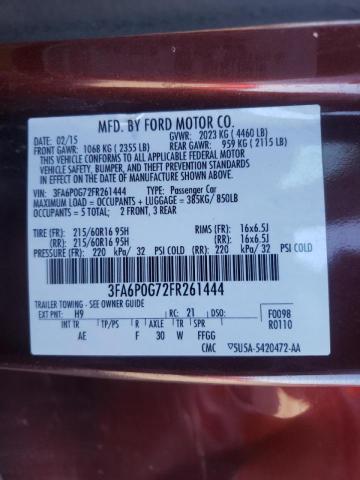 MFD. BY FORD MOTOR CO.
DATE: 02/15 GVWR: 2023 KG ( 4460 LB)
FRONT GAWR: 1068 KG ( 2355 LB) REAR GAWR: 959 KG ( 2115 LB)
THIS VEHICLE CONFORMS TO ALL APPLICABLE FEDERAL MOTOR
VEHICLE SAFETY, BUMPER, AND THEFT PREVENTION STANDARDS
IN EFFECT ON THE DATE OF MANUFACTURE SHOWN ABOVE.
VIN: 3FA6P0G72FR261444 TYPE: Passenger Car
MAXIMUM LOAD = OCCUPANTS + LUGGAGE = 385KG/ 850LB
OCCUPANTS = 5 TOTAL: 2 FRONT, 3 REAR
TIRE (FR): 215/60R16 95H RIMS (FR): 16x6.5J
(R): 215/60R16 95H (R): 16x6.5J
PRESSURE (FR): 220 kPa/ 32 PSI COLD (R): 220 kPa/ 32 PSI COLD
3FA6P0G72FR261444
TRAILER TOWING - SEE OWNER GUIDE
EXT PNT: H9 RC: 21 DSO: F0098
R0110
INT TR TP/PS R AXLE TR SPR
AE F 30 W FFGG
CMC ▽SU5A-5420472-AA